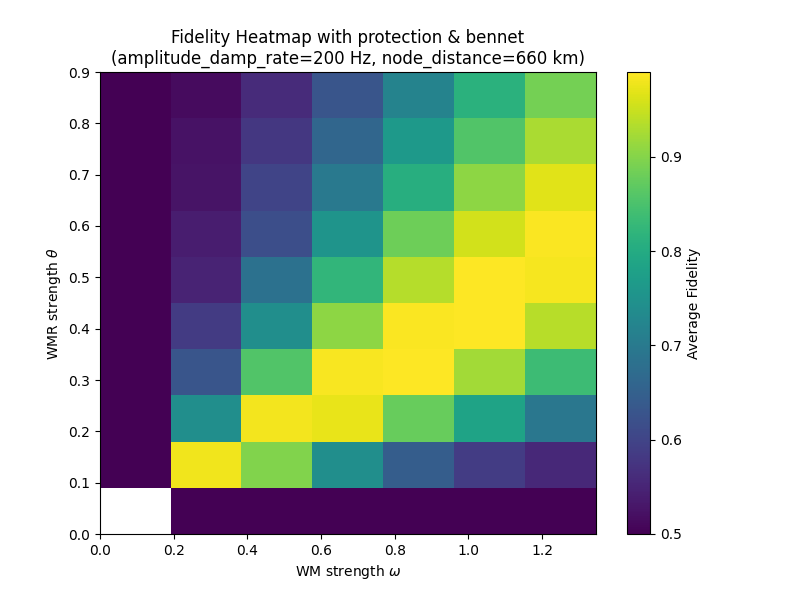 Fidelity Heatmap with protection & bennet
(amplitude_damp_rate=200 Hz, node_distance=660 km)
0.9
0.8
0.7
0.6
0.5
0.4
0.3
0.2
0.1
0.0
WMR strength θ
0.0 0.2 0.4 0.6 0.8 1.0 1.2
WM strength ω
0.9
0.8
0.7
0.6
0.5
Average Fidelity